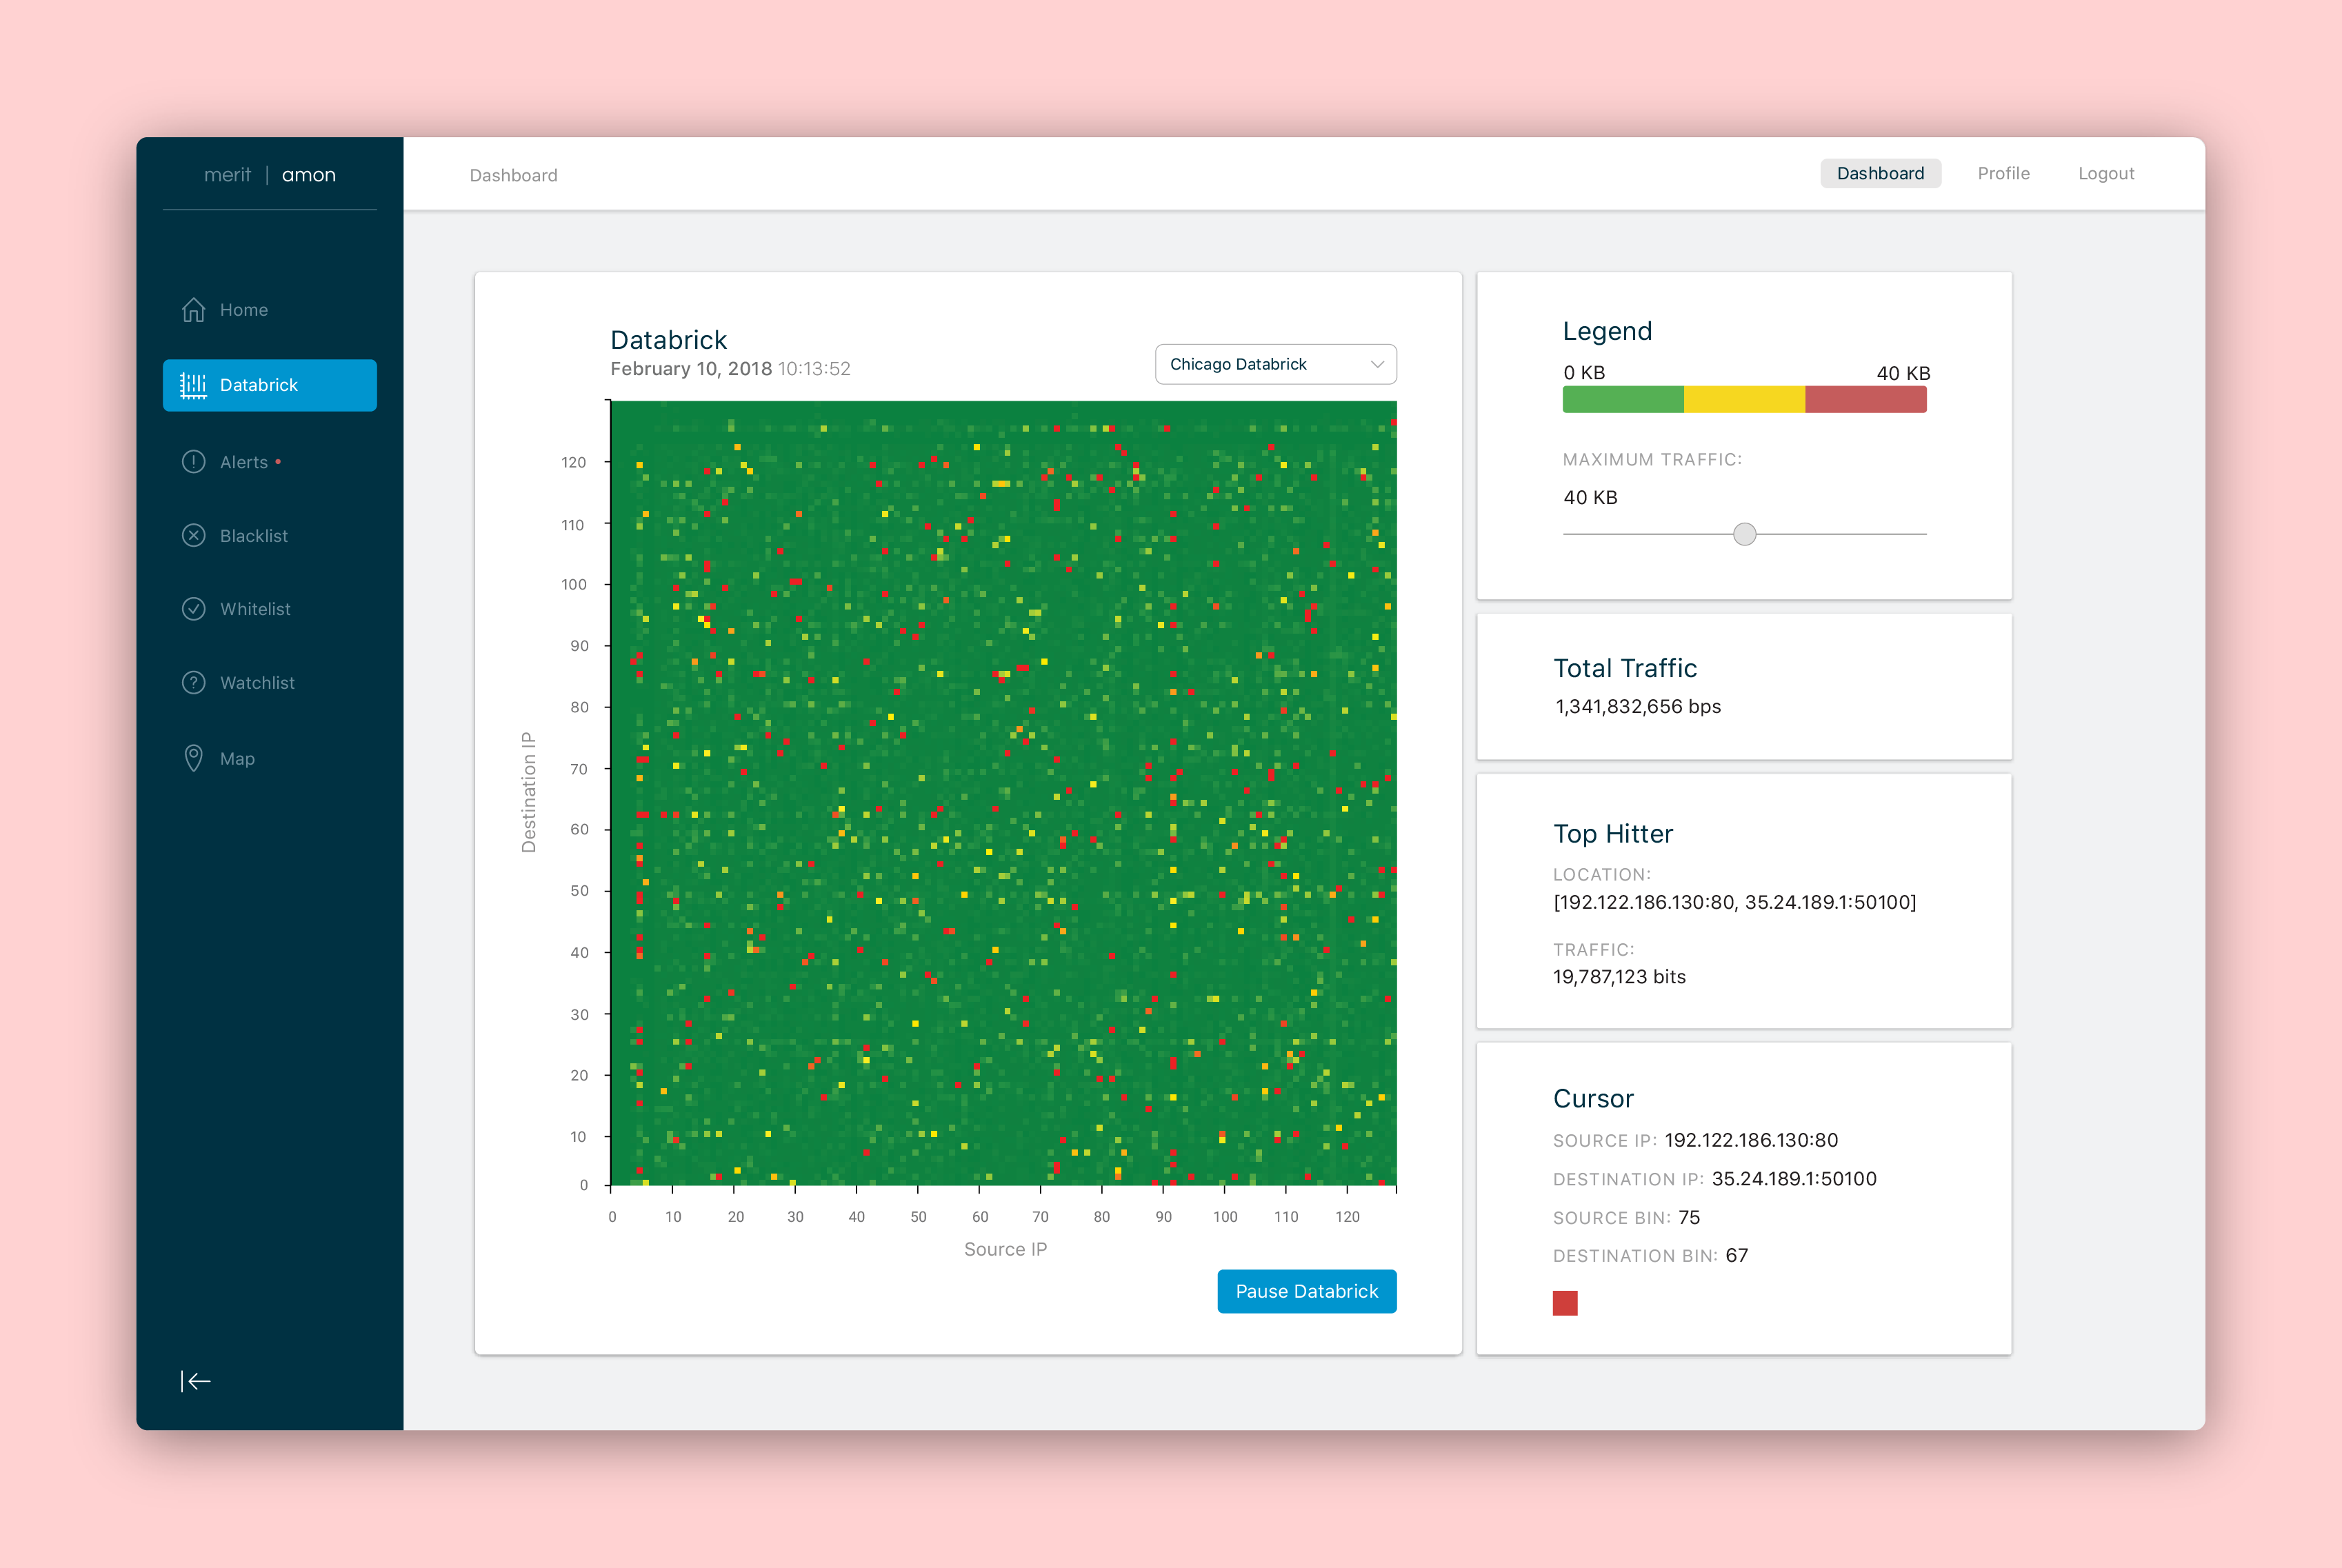 merit | amon
Dashboard
Dashboard
Profile
Logout
Home
Databrick
Alerts
Blacklist
Whitelist
Watchlist
Map
Databrick
February 10, 2018 10:13:52
Chicago Databrick
Destination IP
120
110
100
90
80
70
60
50
40
30
20
10
0
0 10 20 30 40 50 60 70 80 90 100 110 120
Source IP
Pause Databrick
Legend
0 KB 40 KB
MAXIMUM TRAFFIC:
40 KB
Total Traffic
1,341,832,656 bps
Top Hitter
LOCATION:
[192.122.186.130:80, 35.24.189.1:50100]
TRAFFIC:
19,787,123 bits
Cursor
SOURCE IP: 192.122.186.130:80
DESTINATION IP: 35.24.189.1:50100
SOURCE BIN: 75
DESTINATION BIN: 67